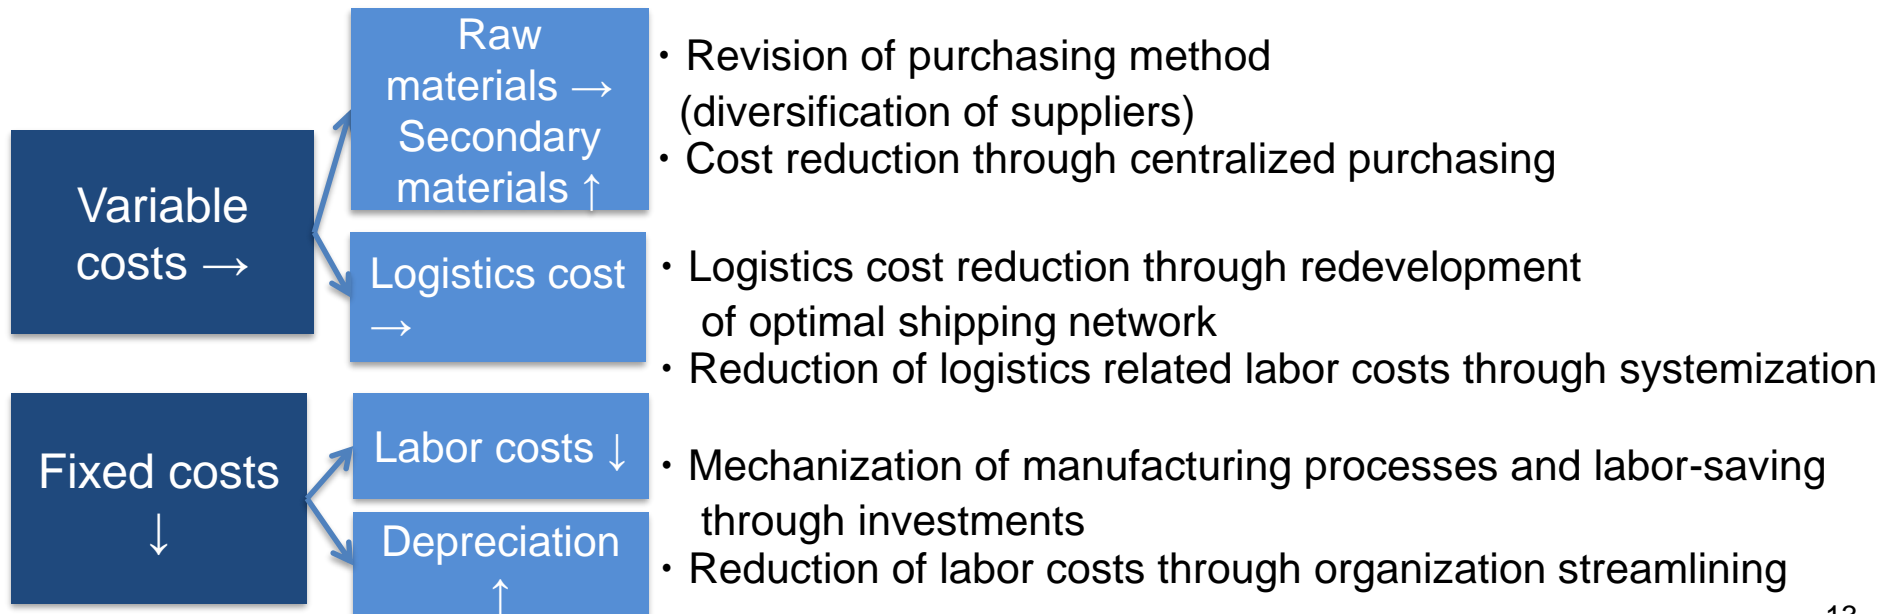 Variable
costs →
Raw
materials →
Secondary
materials ↑
・Revision of purchasing method
(diversification of suppliers)
・Cost reduction through centralized purchasing
Logistics cost
→
・Logistics cost reduction through redevelopment
of optimal shipping network
・Reduction of logistics related labor costs through systemization
Fixed costs
↓
Labor costs ↓
Depreciation
↑
・Mechanization of manufacturing processes and labor-saving
through investments
・Reduction of labor costs through organization streamlining